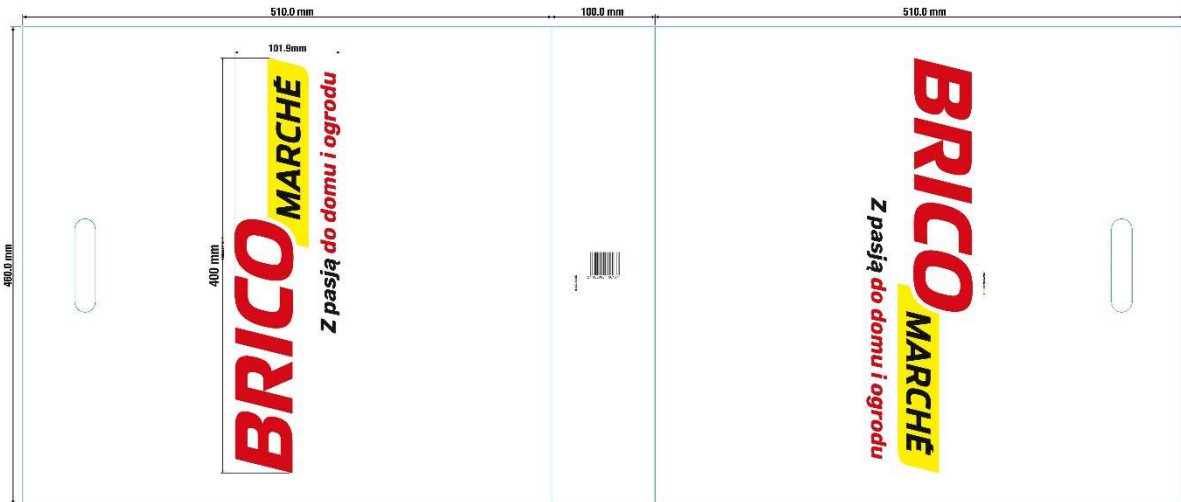 510.0 mm
100.0 mm
510.0 mm
460.0 mm
101.9mm
400 mm
BRICO
MARCHÉ
Z pasją do domu i ogrodu
BRICO
MARCHÉ
Z pasją do domu i ogrodu